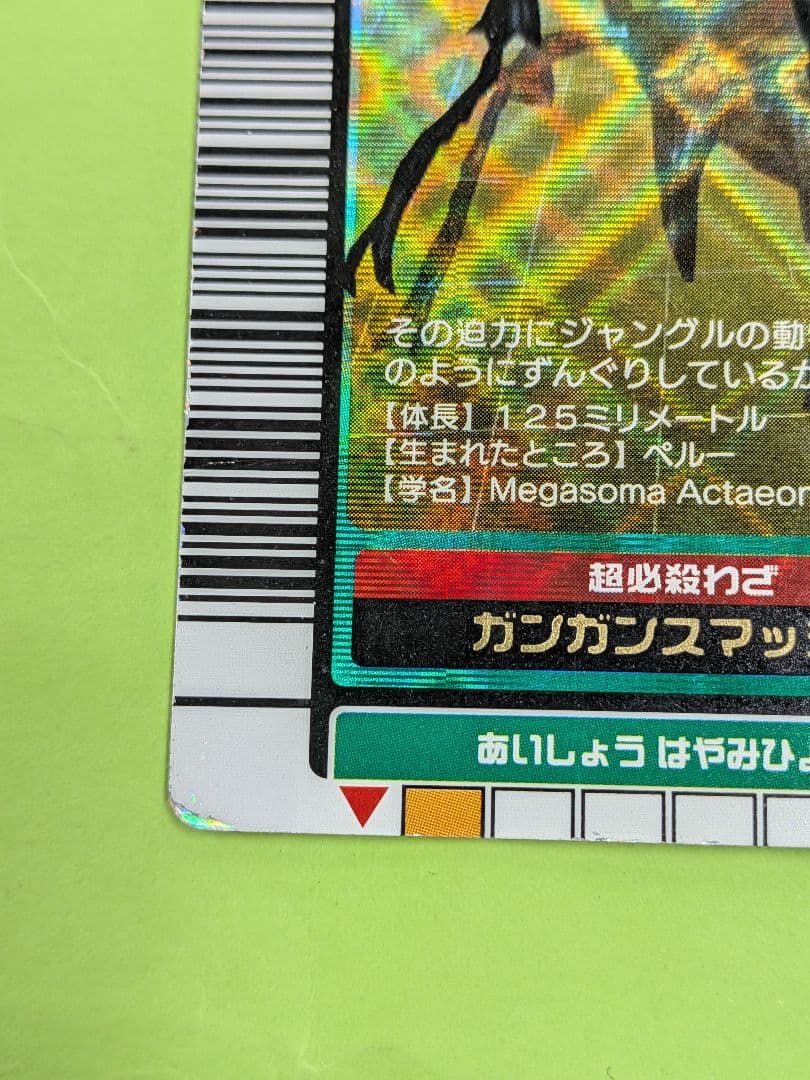 その迫力にジャングルの動
のようにずんぐりしているが
【体長】125ミリメートル
【生まれたところ】ペルー
【学名】Megasoma Actaeon
超必殺わざ
ガンガンスマッ
あいしょう はやみひょ